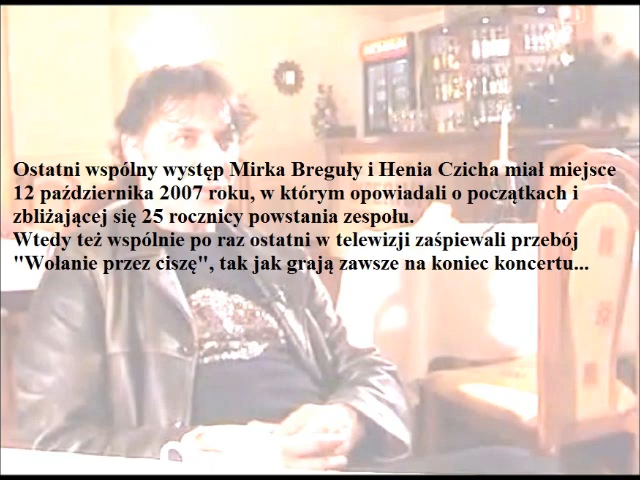 Ostatni wspólny występ Mirka Breguły i Henia Czicha miał miejsce
12 października 2007 roku, w którym opowiadali o początkach i
zbliżającej się 25 rocznicy powstania zespołu.
Wtedy też wspólnie po raz ostatni w telewizji zaśpiewali przebój
"Wołanie przez ciszę", tak jak grają zawsze na koniec koncertu...